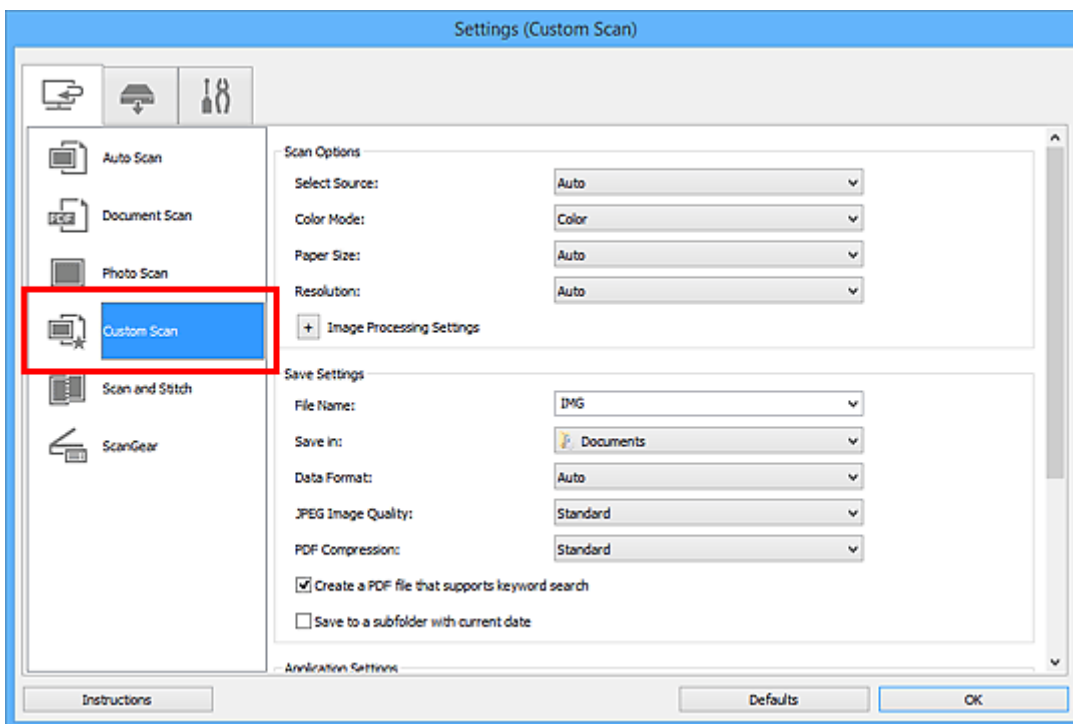 Settings (Custom Scan)
Auto Scan
PDF
Document Scan
Photo Scan
Custom Scan
Scan and Stitch
ScanGear
Scan Options
Select Source: Auto
Color Mode: Color
Paper Size: Auto
Resolution: Auto
+ Image Processing Settings
Save Settings
File Name: IMG
Save in: Documents
Data Format: Auto
JPEG Image Quality: Standard
PDF Compression: Standard
Create a PDF file that supports keyword search
Save to a subfolder with current date
Application Settings
Instructions
Defaults
OK